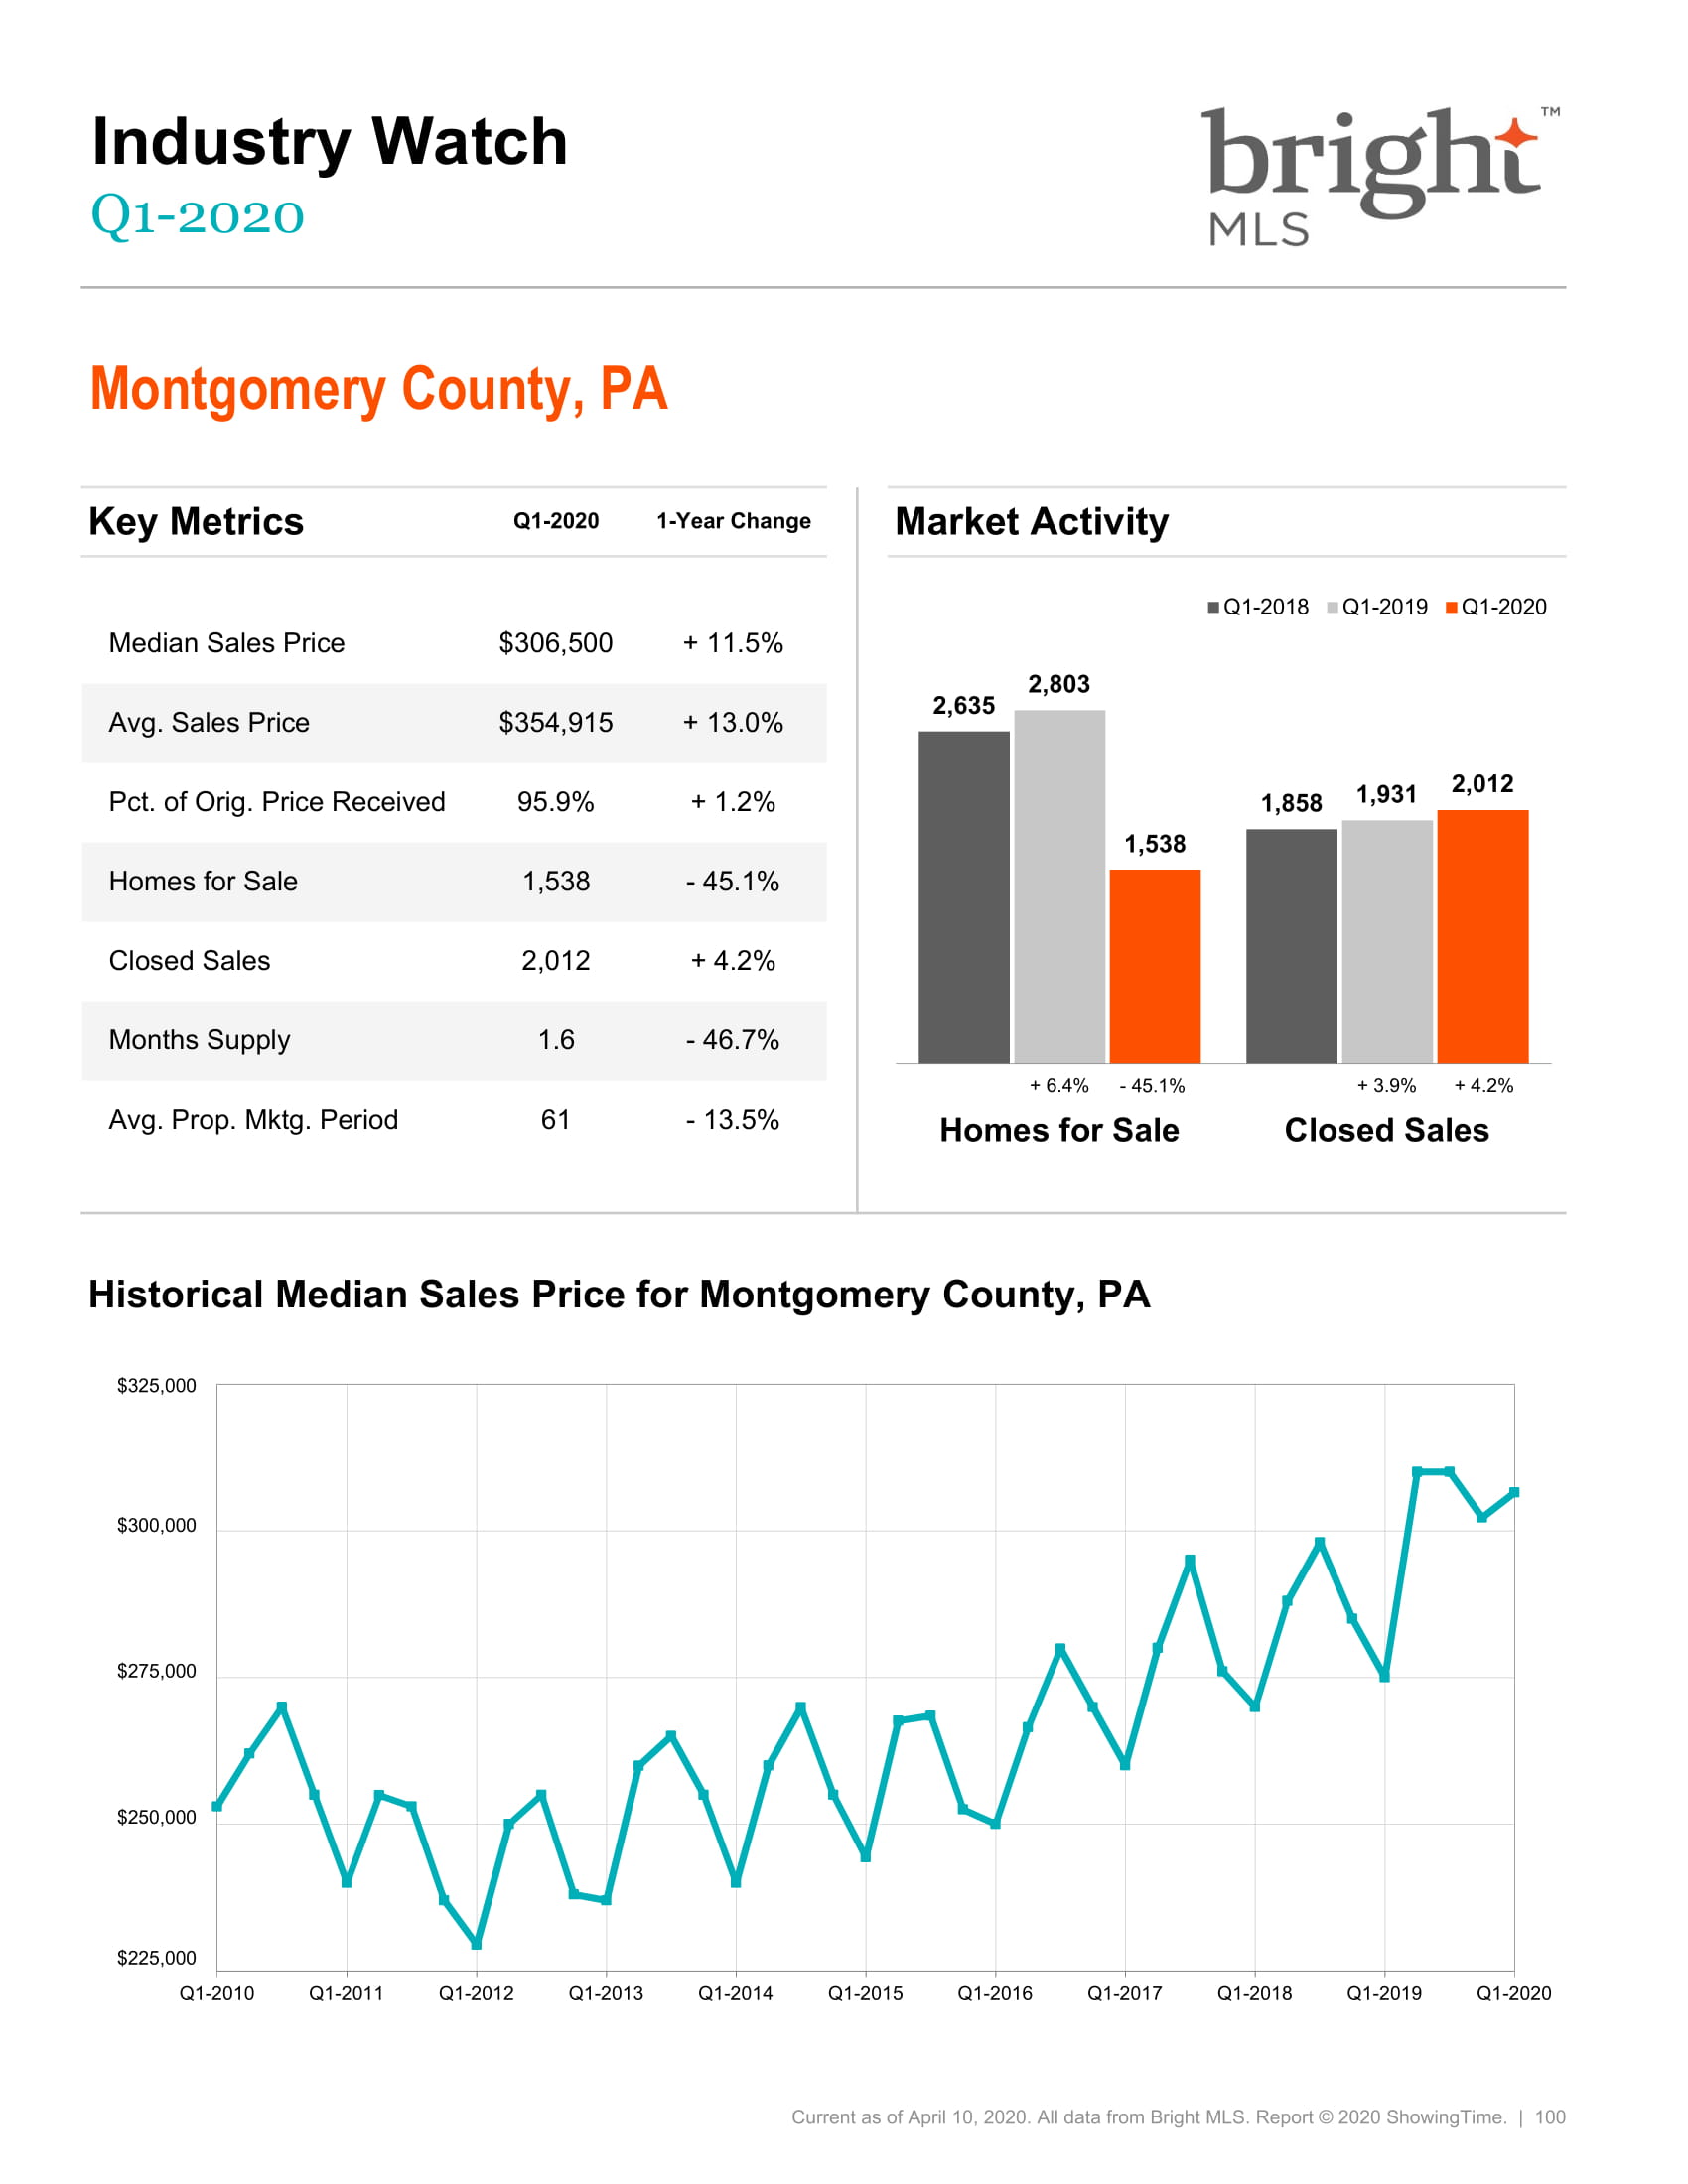 Industry Watch
Q1-2020
bright™
MLS
Montgomery County, PA
Key Metrics Q1-2020 1-Year Change
Median Sales Price $306,500 + 11.5%
Avg. Sales Price $354,915 + 13.0%
Pct. of Orig. Price Received 95.9% + 1.2%
Homes for Sale 1,538 - 45.1%
Closed Sales 2,012 + 4.2%
Months Supply 1.6 - 46.7%
Avg. Prop. Mktg. Period 61 - 13.5%
Market Activity
Q1-2018 Q1-2019 Q1-2020
2,635 2,803 1,538 1,858 1,931 2,012
+ 6.4% - 45.1% + 3.9% + 4.2%
Homes for Sale Closed Sales
Historical Median Sales Price for Montgomery County, PA
$325,000
$300,000
$275,000
$250,000
$225,000
Q1-2010 Q1-2011 Q1-2012 Q1-2013 Q1-2014 Q1-2015 Q1-2016 Q1-2017 Q1-2018 Q1-2019 Q1-2020
Current as of April 10, 2020. All data from Bright MLS. Report © 2020 ShowingTime. | 100